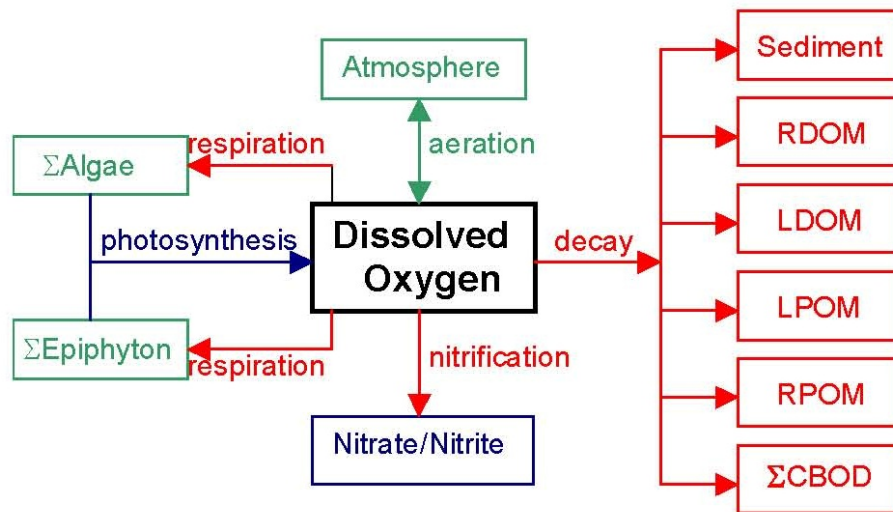 Atmosphere
Sediment
respiration
aeration
RDOM
ΣAlgae
photosynthesis
Dissolved
Oxygen
decay
LDOM
LPOM
ΣEpiphyton
respiration
nitrification
RPOM
Nitrate/Nitrite
ΣCBOD